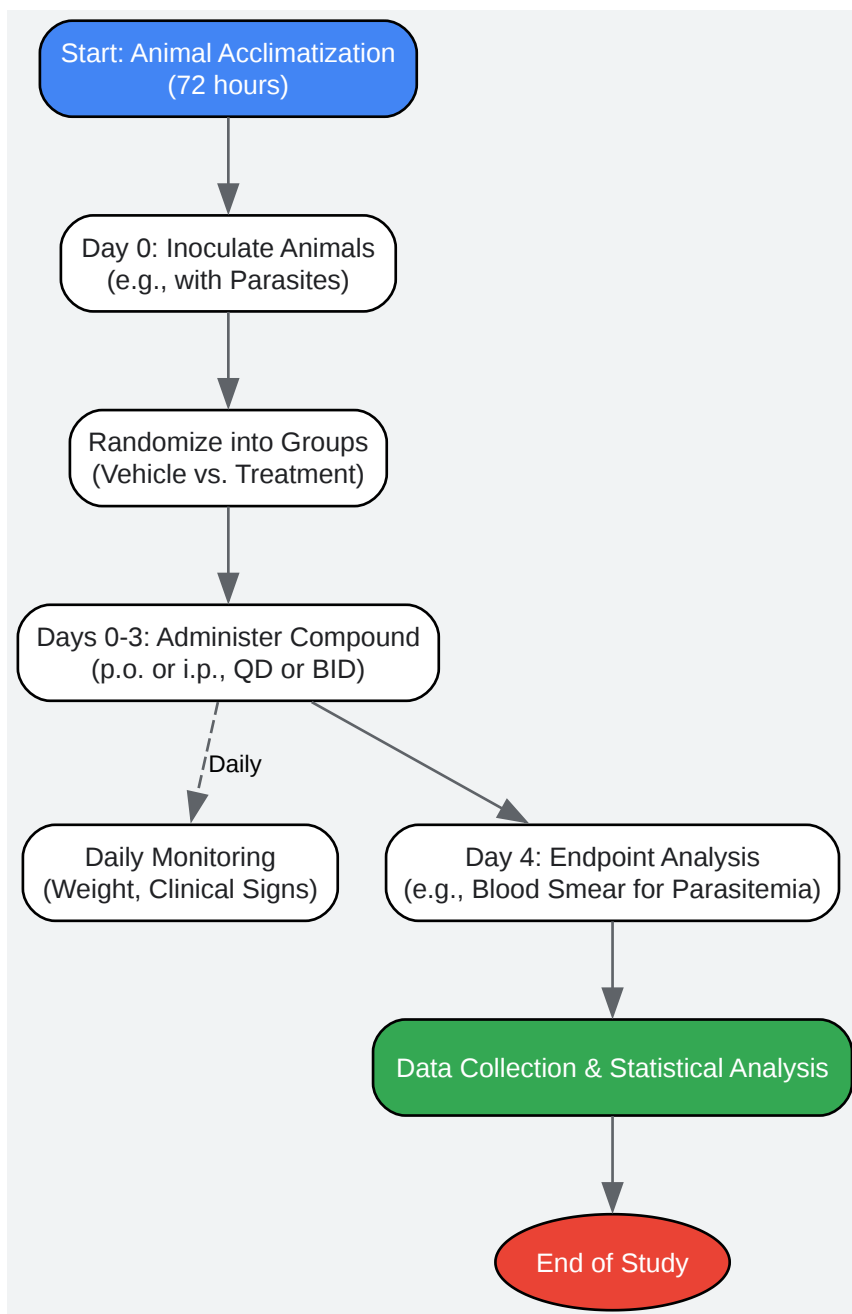 Start: Animal Acclimatization
(72 hours)
Day 0: Inoculate Animals
(e.g., with Parasites)
Randomize into Groups
(Vehicle vs. Treatment)
Days 0-3: Administer Compound
(p.o. or i.p., QD or BID)
Daily
Daily Monitoring
(Weight, Clinical Signs)
Day 4: Endpoint Analysis
(e.g., Blood Smear for Parasitemia)
Data Collection & Statistical Analysis
End of Study